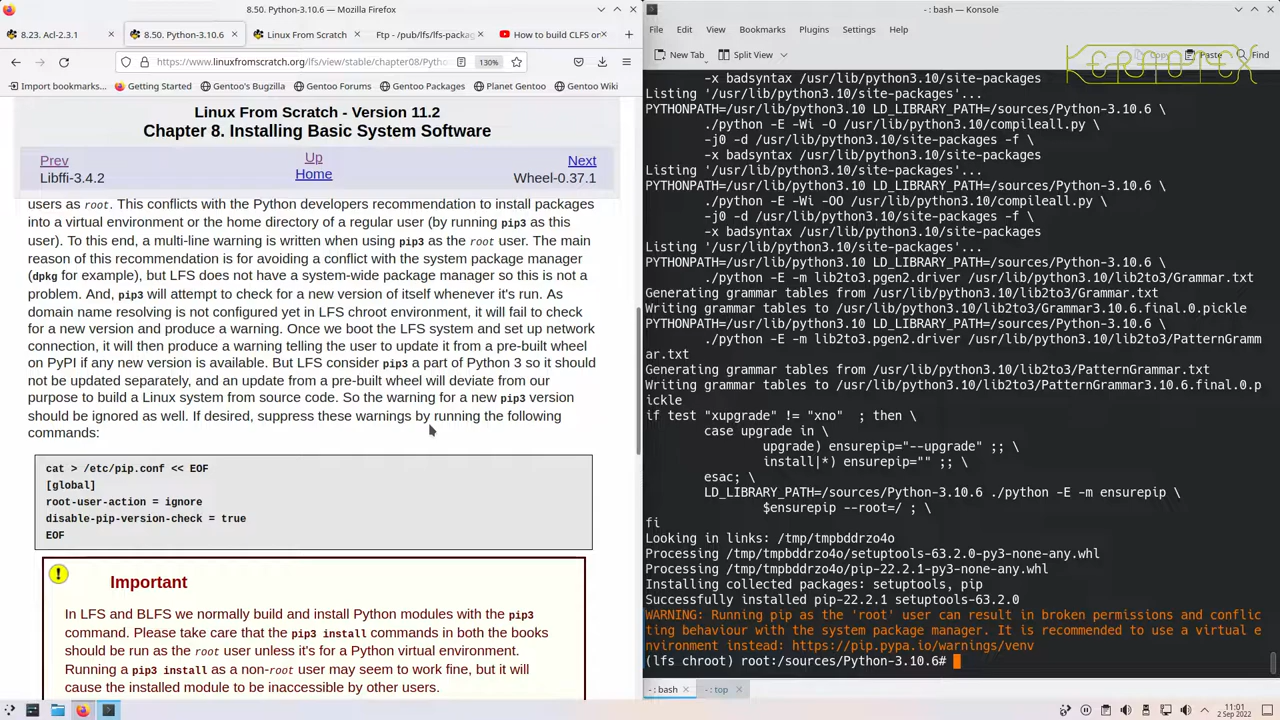 8.50. Python-3.10.6 — Mozilla Firefox
8.23. Acl-2.3.1
8.50. Python-3.10.6
Linux From Scratch
Ftp - /pub/lfs/lfs-packag
How to build CLFS on
https://www.linuxfromscratch.org/lfs/view/stable/chapter08/Pytho
130%
Import bookmarks...
Getting Started
Gentoo's Bugzilla
Gentoo Forums
Gentoo Packages
Planet Gentoo
Gentoo Wiki
Linux From Scratch - Version 11.2
Chapter 8. Installing Basic System Software
Prev
Up
Next
Libffi-3.4.2
Home
Wheel-0.37.1
users as root. This conflicts with the Python developers recommendation to install packages
into a virtual environment or the home directory of a regular user (by running pip3 as this
user). To this end, a multi-line warning is written when using pip3 as the root user. The main
reason of this recommendation is for avoiding a conflict with the system package manager
(dpkg for example), but LFS does not have a system-wide package manager so this is not a
problem. And, pip3 will attempt to check for a new version of itself whenever it's run. As
domain name resolving is not configured yet in LFS chroot environment, it will fail to check
for a new version and produce a warning. Once we boot the LFS system and set up network
connection, it will then produce a warning telling the user to update it from a pre-built wheel
on PyPI if any new version is available. But LFS consider pip3 a part of Python 3 so it should
not be updated separately, and an update from a pre-built wheel will deviate from our
purpose to build a Linux system from source code. So the warning for a new pip3 version
should be ignored as well. If desired, suppress these warnings by running the following
commands:
cat > /etc/pip.conf << EOF
[global]
root-user-action = ignore
disable-pip-version-check = true
EOF
Important
In LFS and BLFS we normally build and install Python modules with the pip3
command. Please take care that the pip3 install commands in both the books
should be run as the root user unless it's for a Python virtual environment.
Running a pip3 install as a non-root user may seem to work fine, but it will
cause the installed module to be inaccessible by other users.
- : bash — Konsole
File
Edit
View
Bookmarks
Plugins
Settings
Help
New Tab
Split View
Copy
Paste
Find
KERNOTEX
-x badsyntax /usr/lib/python3.10/site-packages
Listing '/usr/lib/python3.10/site-packages'...
PYTHONPATH=/usr/lib/python3.10 LD_LIBRARY_PATH=/sources/Python-3.10.6 \
./python -E -Wi -O /usr/lib/python3.10/compileall.py \
-j0 -d /usr/lib/python3.10/site-packages -f \
-x badsyntax /usr/lib/python3.10/site-packages
Listing '/usr/lib/python3.10/site-packages'...
PYTHONPATH=/usr/lib/python3.10 LD_LIBRARY_PATH=/sources/Python-3.10.6 \
./python -E -Wi -OO /usr/lib/python3.10/compileall.py \
-j0 -d /usr/lib/python3.10/site-packages -f \
-x badsyntax /usr/lib/python3.10/site-packages
Listing '/usr/lib/python3.10/site-packages'...
PYTHONPATH=/usr/lib/python3.10 LD_LIBRARY_PATH=/sources/Python-3.10.6 \
./python -E -m lib2to3.pgen2.driver /usr/lib/python3.10/lib2to3/Grammar.txt
Generating grammar tables from /usr/lib/python3.10/lib2to3/Grammar.txt
Writing grammar tables to /usr/lib/python3.10/lib2to3/Grammar3.10.6.final.0.pickle
PYTHONPATH=/usr/lib/python3.10 LD_LIBRARY_PATH=/sources/Python-3.10.6 \
./python -E -m lib2to3.pgen2.driver /usr/lib/python3.10/lib2to3/PatternGramm
ar.txt
Generating grammar tables from /usr/lib/python3.10/lib2to3/PatternGrammar.txt
Writing grammar tables to /usr/lib/python3.10/lib2to3/PatternGrammar3.10.6.final.0.p
ickle
if test "xupgrade" != "xno" ; then \
case upgrade in \
upgrade) ensurepip="--upgrade" ;; \
install|*) ensurepip="" ;; \
esac; \
LD_LIBRARY_PATH=/sources/Python-3.10.6 ./python -E -m ensurepip \
$ensurepip --root=/ ; \
fi
Looking in links: /tmp/tmpbddrzo4o
Processing /tmp/tmpbddrzo4o/setuptools-63.2.0-py3-none-any.whl
Processing /tmp/tmpbddrzo4o/pip-22.2.1-py3-none-any.whl
Installing collected packages: setuptools, pip
Successfully installed pip-22.2.1 setuptools-63.2.0
WARNING: Running pip as the 'root' user can result in broken permissions and conflic
ting behaviour with the system package manager. It is recommended to use a virtual e
nvironment instead: https://pip.pypa.io/warnings/venv
(lfs chroot) root:/sources/Python-3.10.6#
- : bash
- : top
11:01
2 Sep 2022